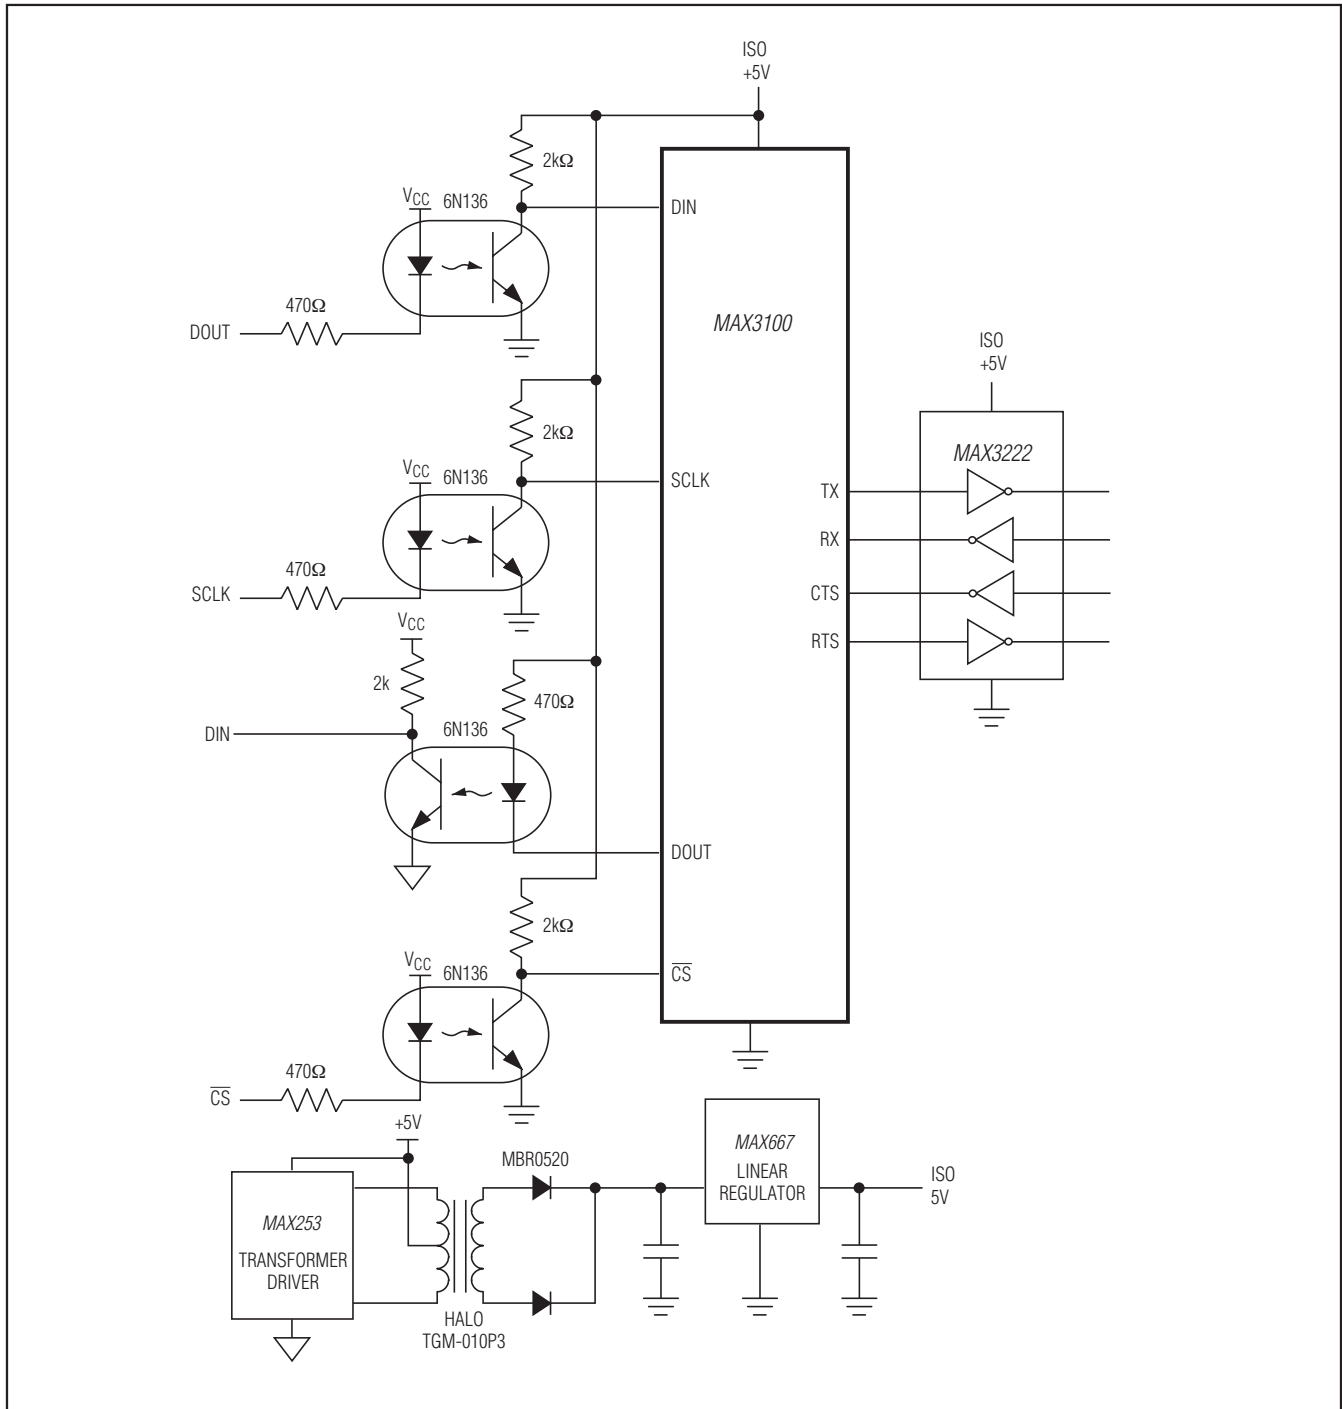 ISO
+5V
2kΩ
VCC
6N136
DIN
470Ω
DOUT
MAX3100
ISO
+5V
2kΩ
VCC
6N136
SCLK
MAX3222
TX
RX
470Ω
SCLK
CTS
VCC
RTS
2k
470Ω
DIN
6N136
DOUT
2kΩ
VCC
6N136
C̅S̅
470Ω
C̅S̅
+5V
MBR0520
MAX667
LINEAR
REGULATOR
ISO
5V
MAX253
TRANSFORMER
DRIVER
HALO
TGM-010P3